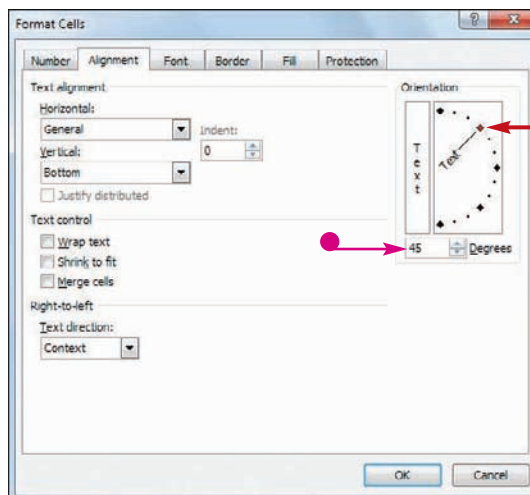 Format Cells
Number Alignment Font Border Fill Protection
Text alignment
Horizontal:
General
Indent:
0
Vertical:
Bottom
Justify distributed
Text control
Wrap text
Shrink to fit
Merge cells
Right-to-left
Text direction:
Context
Orientation
Text
Text
45 Degrees
OK Cancel